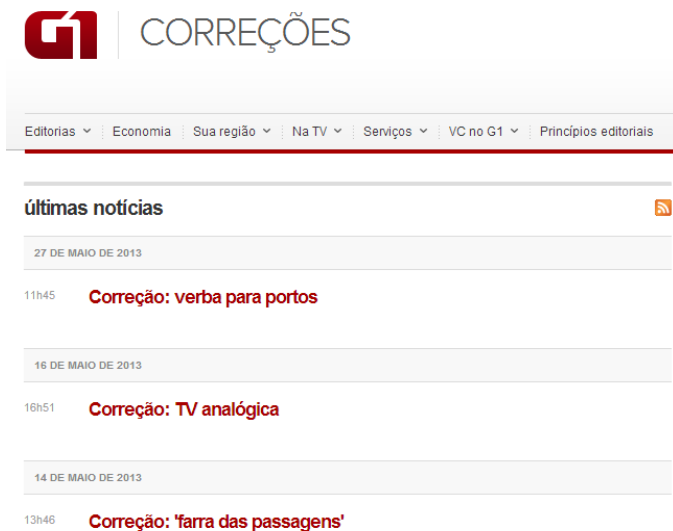 G1 CORREÇÕES
Editorias Economia Sua região Na TV Serviços VC no G1 Princípios editoriais
últimas notícias
27 DE MAIO DE 2013
11h45 Correção: verba para portos
16 DE MAIO DE 2013
16h51 Correção: TV analógica
14 DE MAIO DE 2013
13h46 Correção: 'farra das passagens'